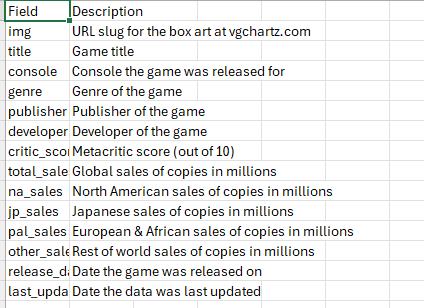 Field Description
img URL slug for the box art at vgchartz.com
title Game title
console Console the game was released for
genre Genre of the game
publisher Publisher of the game
developer Developer of the game
critic_scor Metacritic score (out of 10)
total_sale Global sales of copies in millions
na_sales North American sales of copies in millions
jp_sales Japanese sales of copies in millions
pal_sales European & African sales of copies in millions
other_sale Rest of world sales of copies in millions
release_da Date the game was released on
last_upda Date the data was last updated